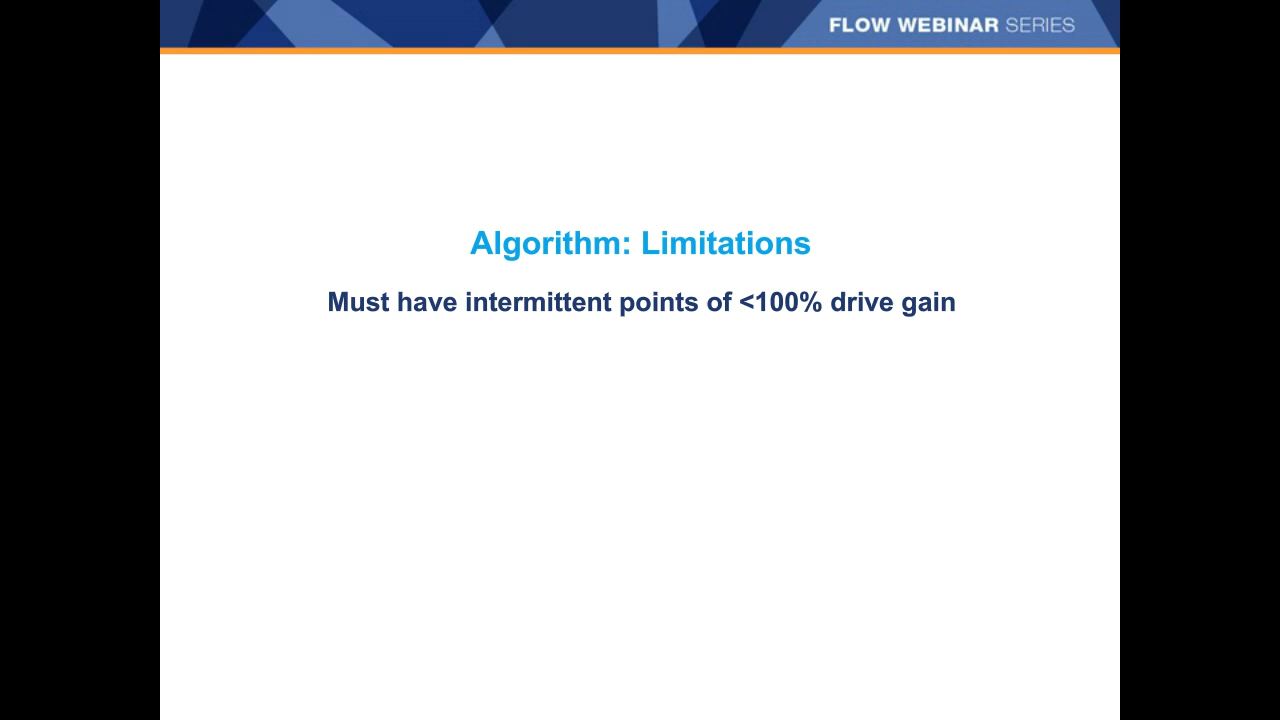 FLOW WEBINAR SERIES
Algorithm: Limitations
Must have intermittent points of <100% drive gain